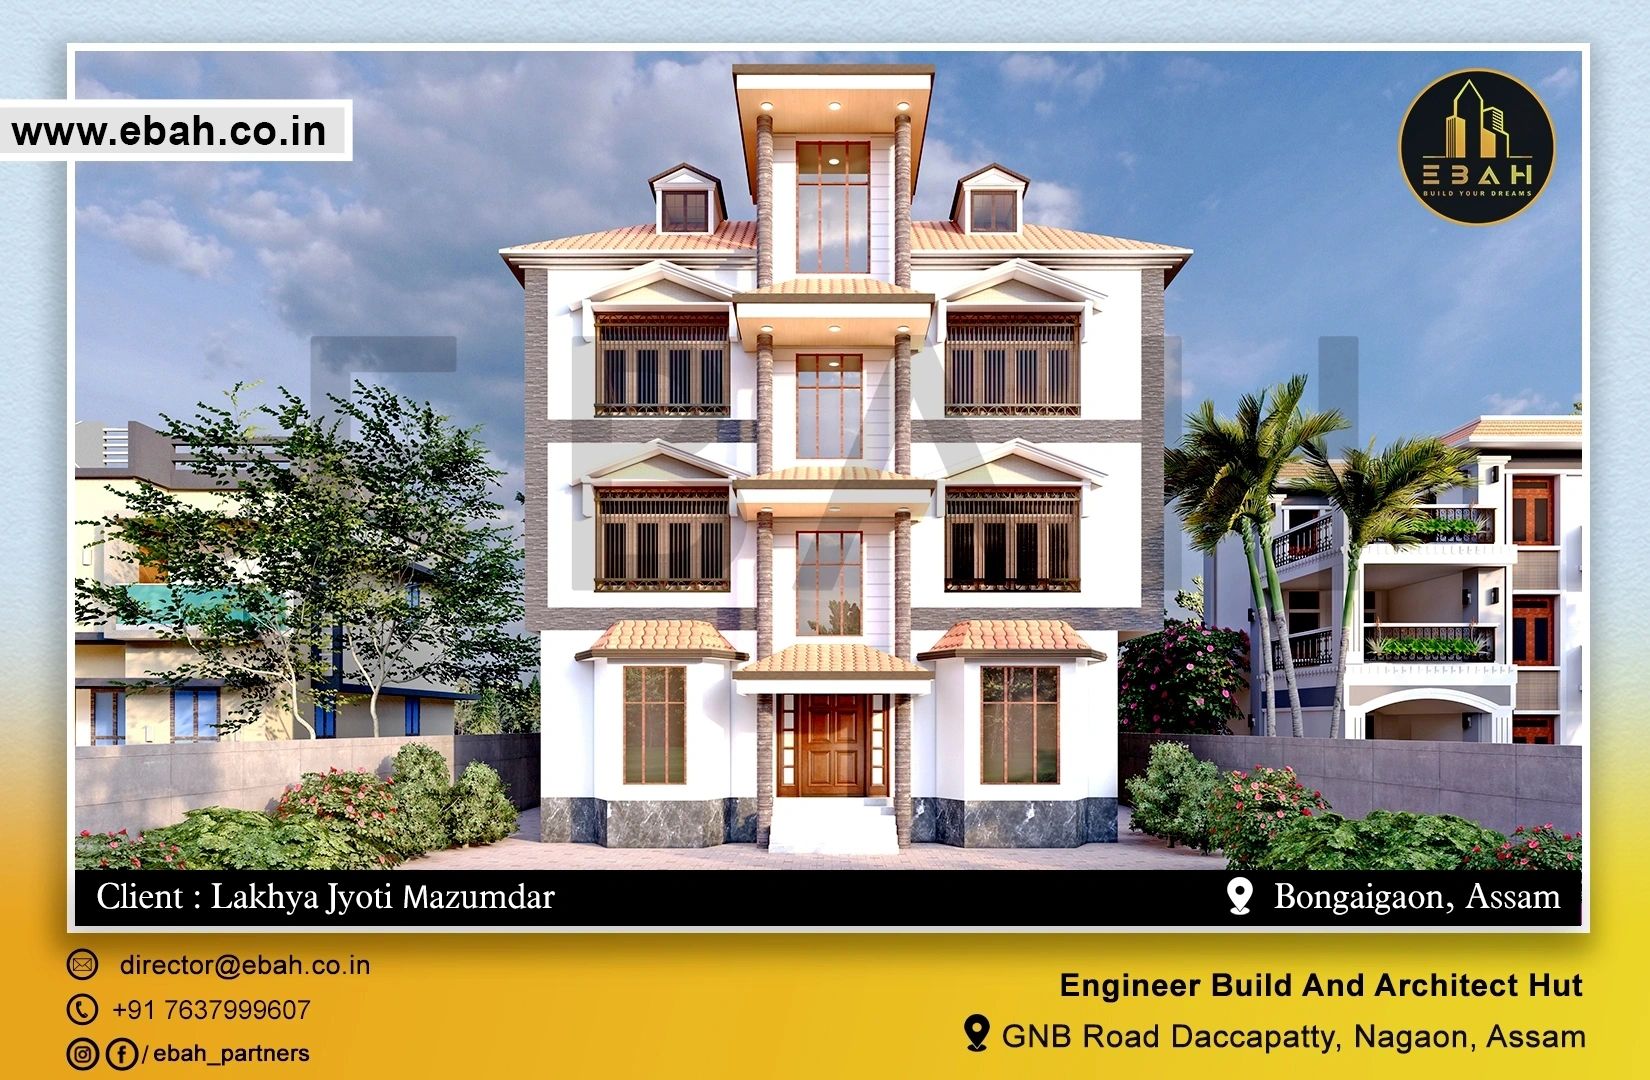 www.ebah.co.in
EBAH
BUILD YOUR DREAMS
EBAH
Client : Lakhya Jyoti Mazumdar
Bongaigaon, Assam
director@ebah.co.in
+91 7637999607
/ ebah_partners
Engineer Build And Architect Hut
GNB Road Daccapatty, Nagaon, Assam